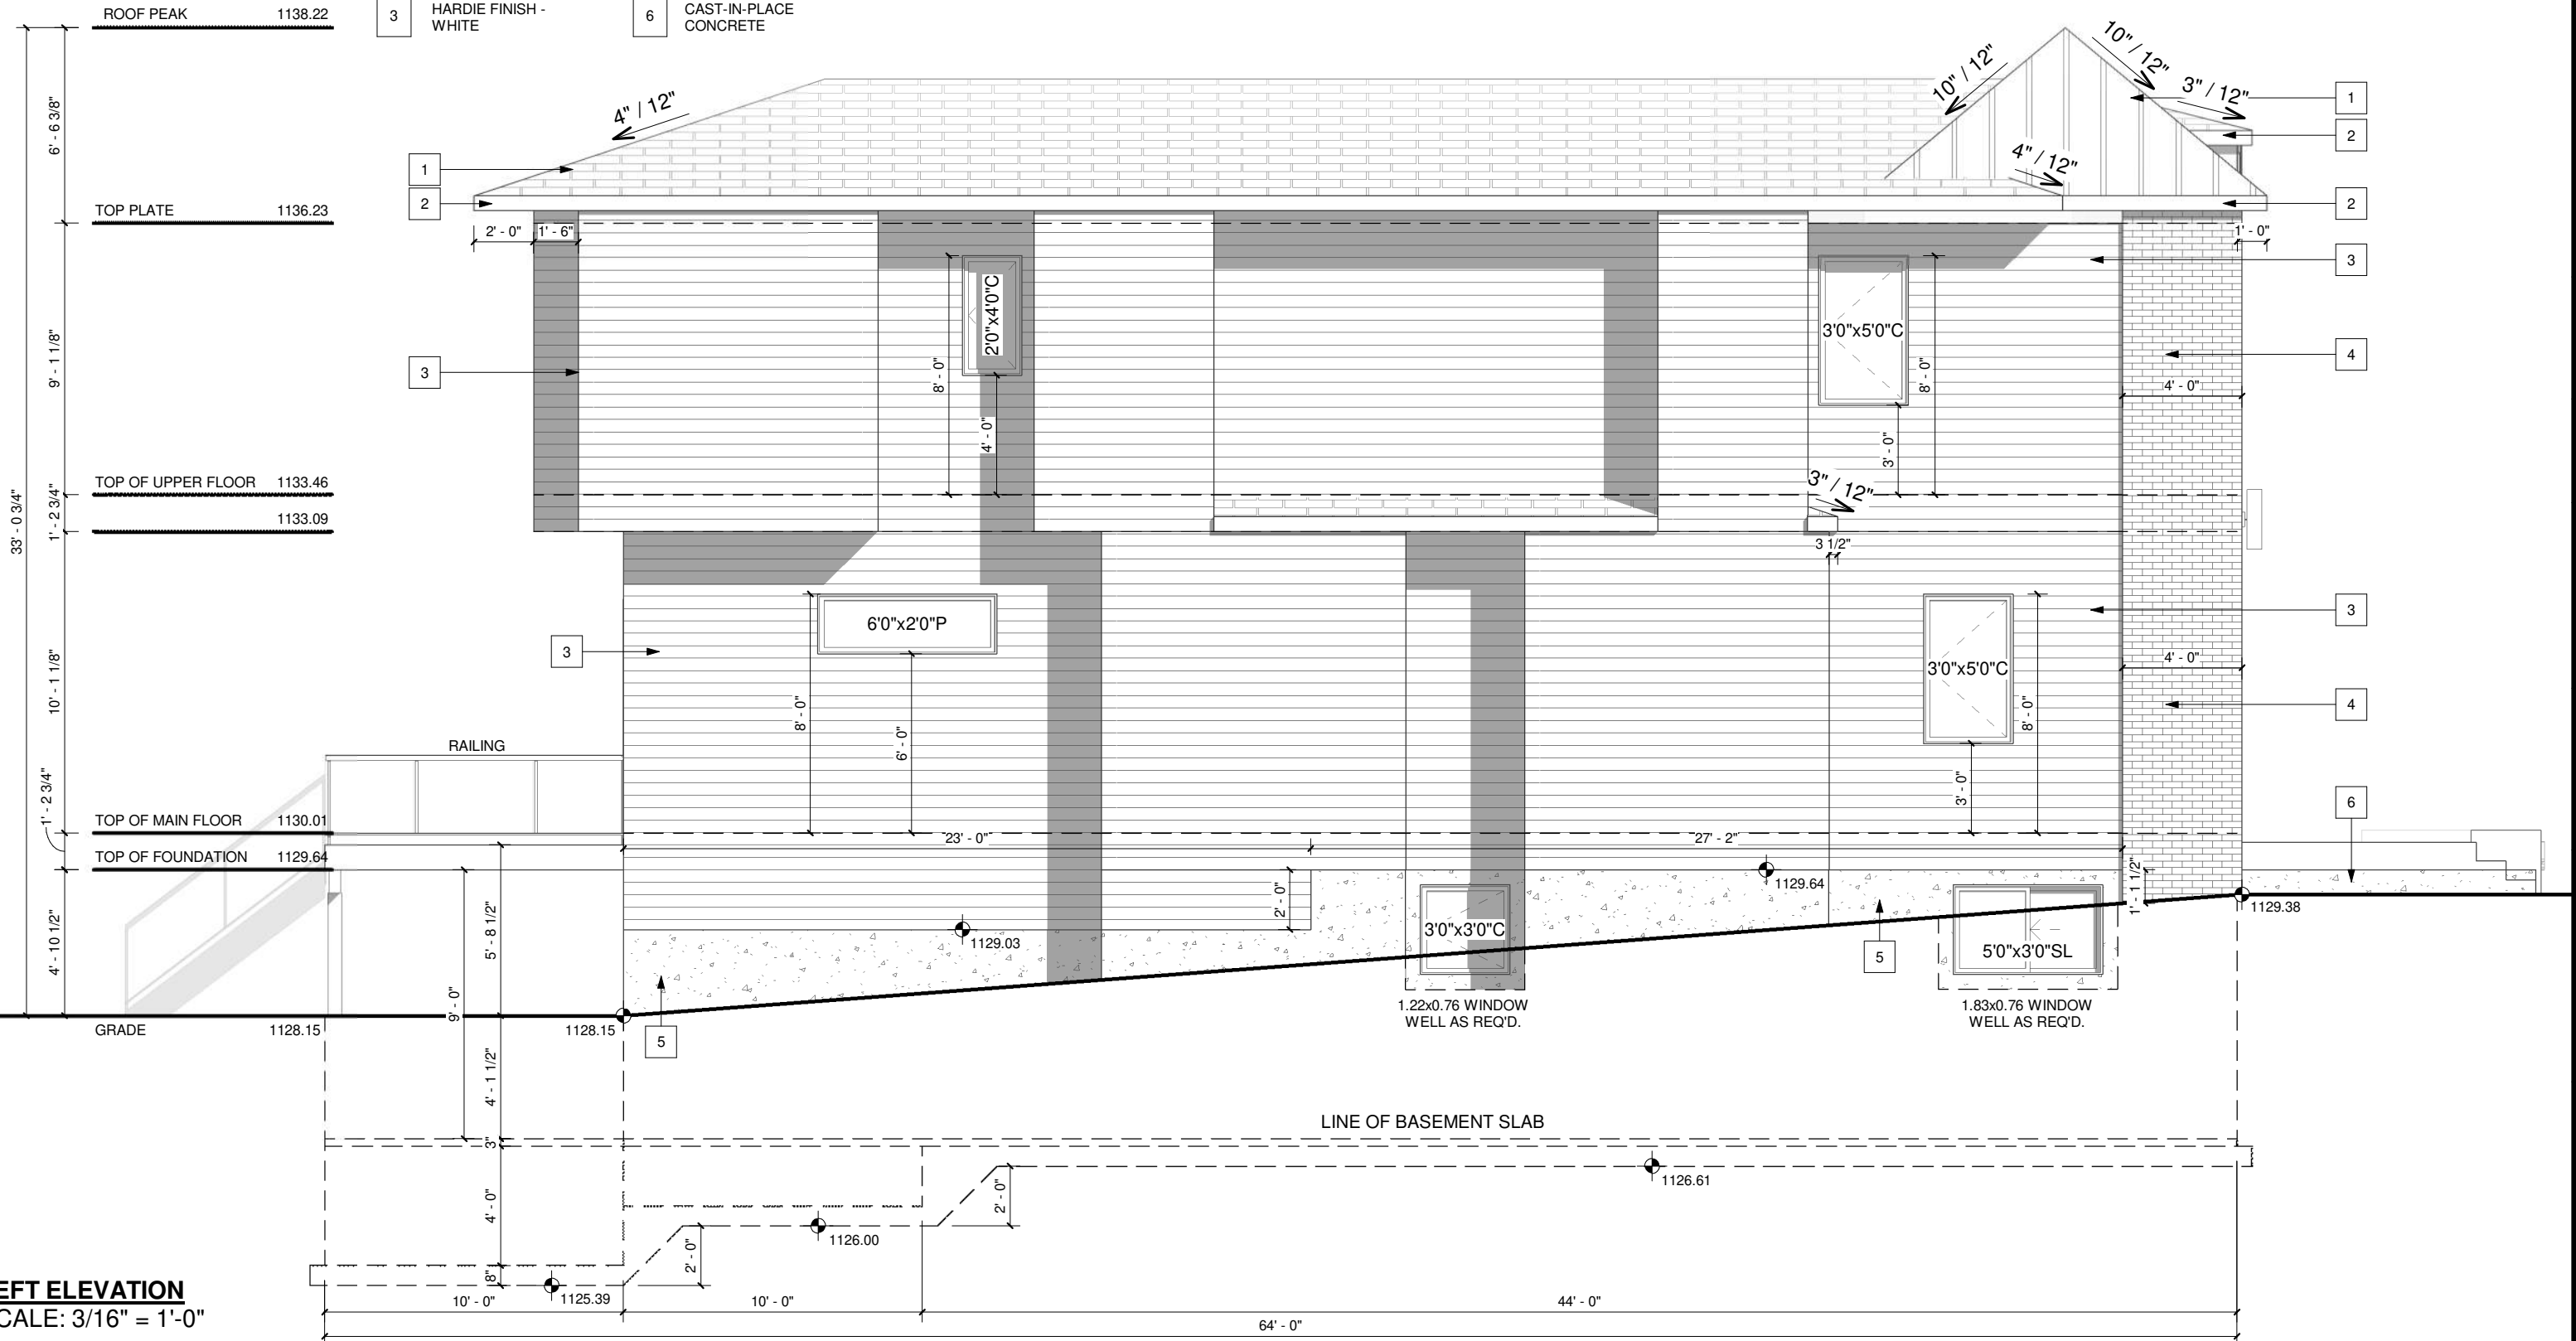 ROOF PEAK 1138.22
3 HARDIE FINISH - WHITE
6 CAST-IN-PLACE CONCRETE
10" / 12"
10" / 12"
3" / 12"
4" / 12"
4" / 12"
1
2
1
2
2
6' - 6 3/8"
TOP PLATE 1136.23
2' - 0"
1' - 6"
1' - 0"
3
2'0"x4'0"C
3'0"x5'0"C
8' - 0"
8' - 0"
4
9' - 1 1/8"
3
4' - 0"
4' - 0"
3' - 0"
3" / 12"
TOP OF UPPER FLOOR 1133.46
33' - 0 3/4"
1' - 2 3/4"
1133.09
3 1/2"
6'0"x2'0"P
3
3
3'0"x5'0"C
4' - 0"
10' - 1 1/8"
8' - 0"
6' - 0"
8' - 0"
4
RAILING
3' - 0"
1' - 2 3/4"
6
TOP OF MAIN FLOOR 1130.01
23' - 0"
27' - 2"
TOP OF FOUNDATION 1129.64
1129.64
1' - 1 1/2"
2' - 0"
1129.38
4' - 10 1/2"
5' - 8 1/2"
1129.03
3'0"x3'0"C
5'0"x3'0"SL
5
9' - 0"
1.22x0.76 WINDOW
WELL AS REQ'D.
1.83x0.76 WINDOW
WELL AS REQ'D.
GRADE 1128.15
1128.15
5
4' - 1 1/2"
LINE OF BASEMENT SLAB
3"
1126.61
4' - 0"
2' - 0"
1126.00
2' - 0"
8"
1125.39
EFT ELEVATION
CALE: 3/16" = 1'-0"
10' - 0"
10' - 0"
44' - 0"
64' - 0"